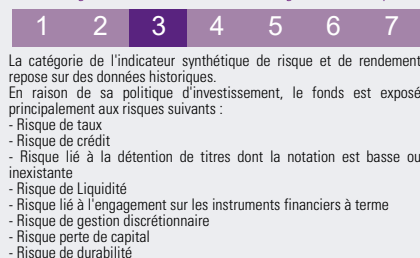 1 2 3 4 5 6 7
La catégorie de l'indicateur synthétique de risque et de rendement
repose sur des données historiques.
En raison de sa politique d'investissement, le fonds est exposé
principalement aux risques suivants :
- Risque de taux
- Risque de crédit
- Risque lié à la détention de titres dont la notation est basse ou
inexistante
- Risque de Liquidité
- Risque lié à l'engagement sur les instruments financiers à terme
- Risque de gestion discrétionnaire
- Risque perte de capital
- Risque de durabilité